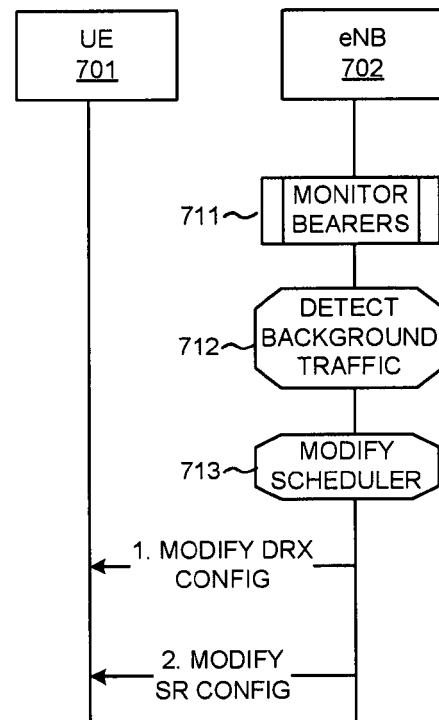 UE
701
eNB
702
711
MONITOR
BEARERS
712
DETECT
BACKGROUND
TRAFFIC
713
MODIFY
SCHEDULER
1. MODIFY DRX
CONFIG
2. MODIFY
SR CONFIG